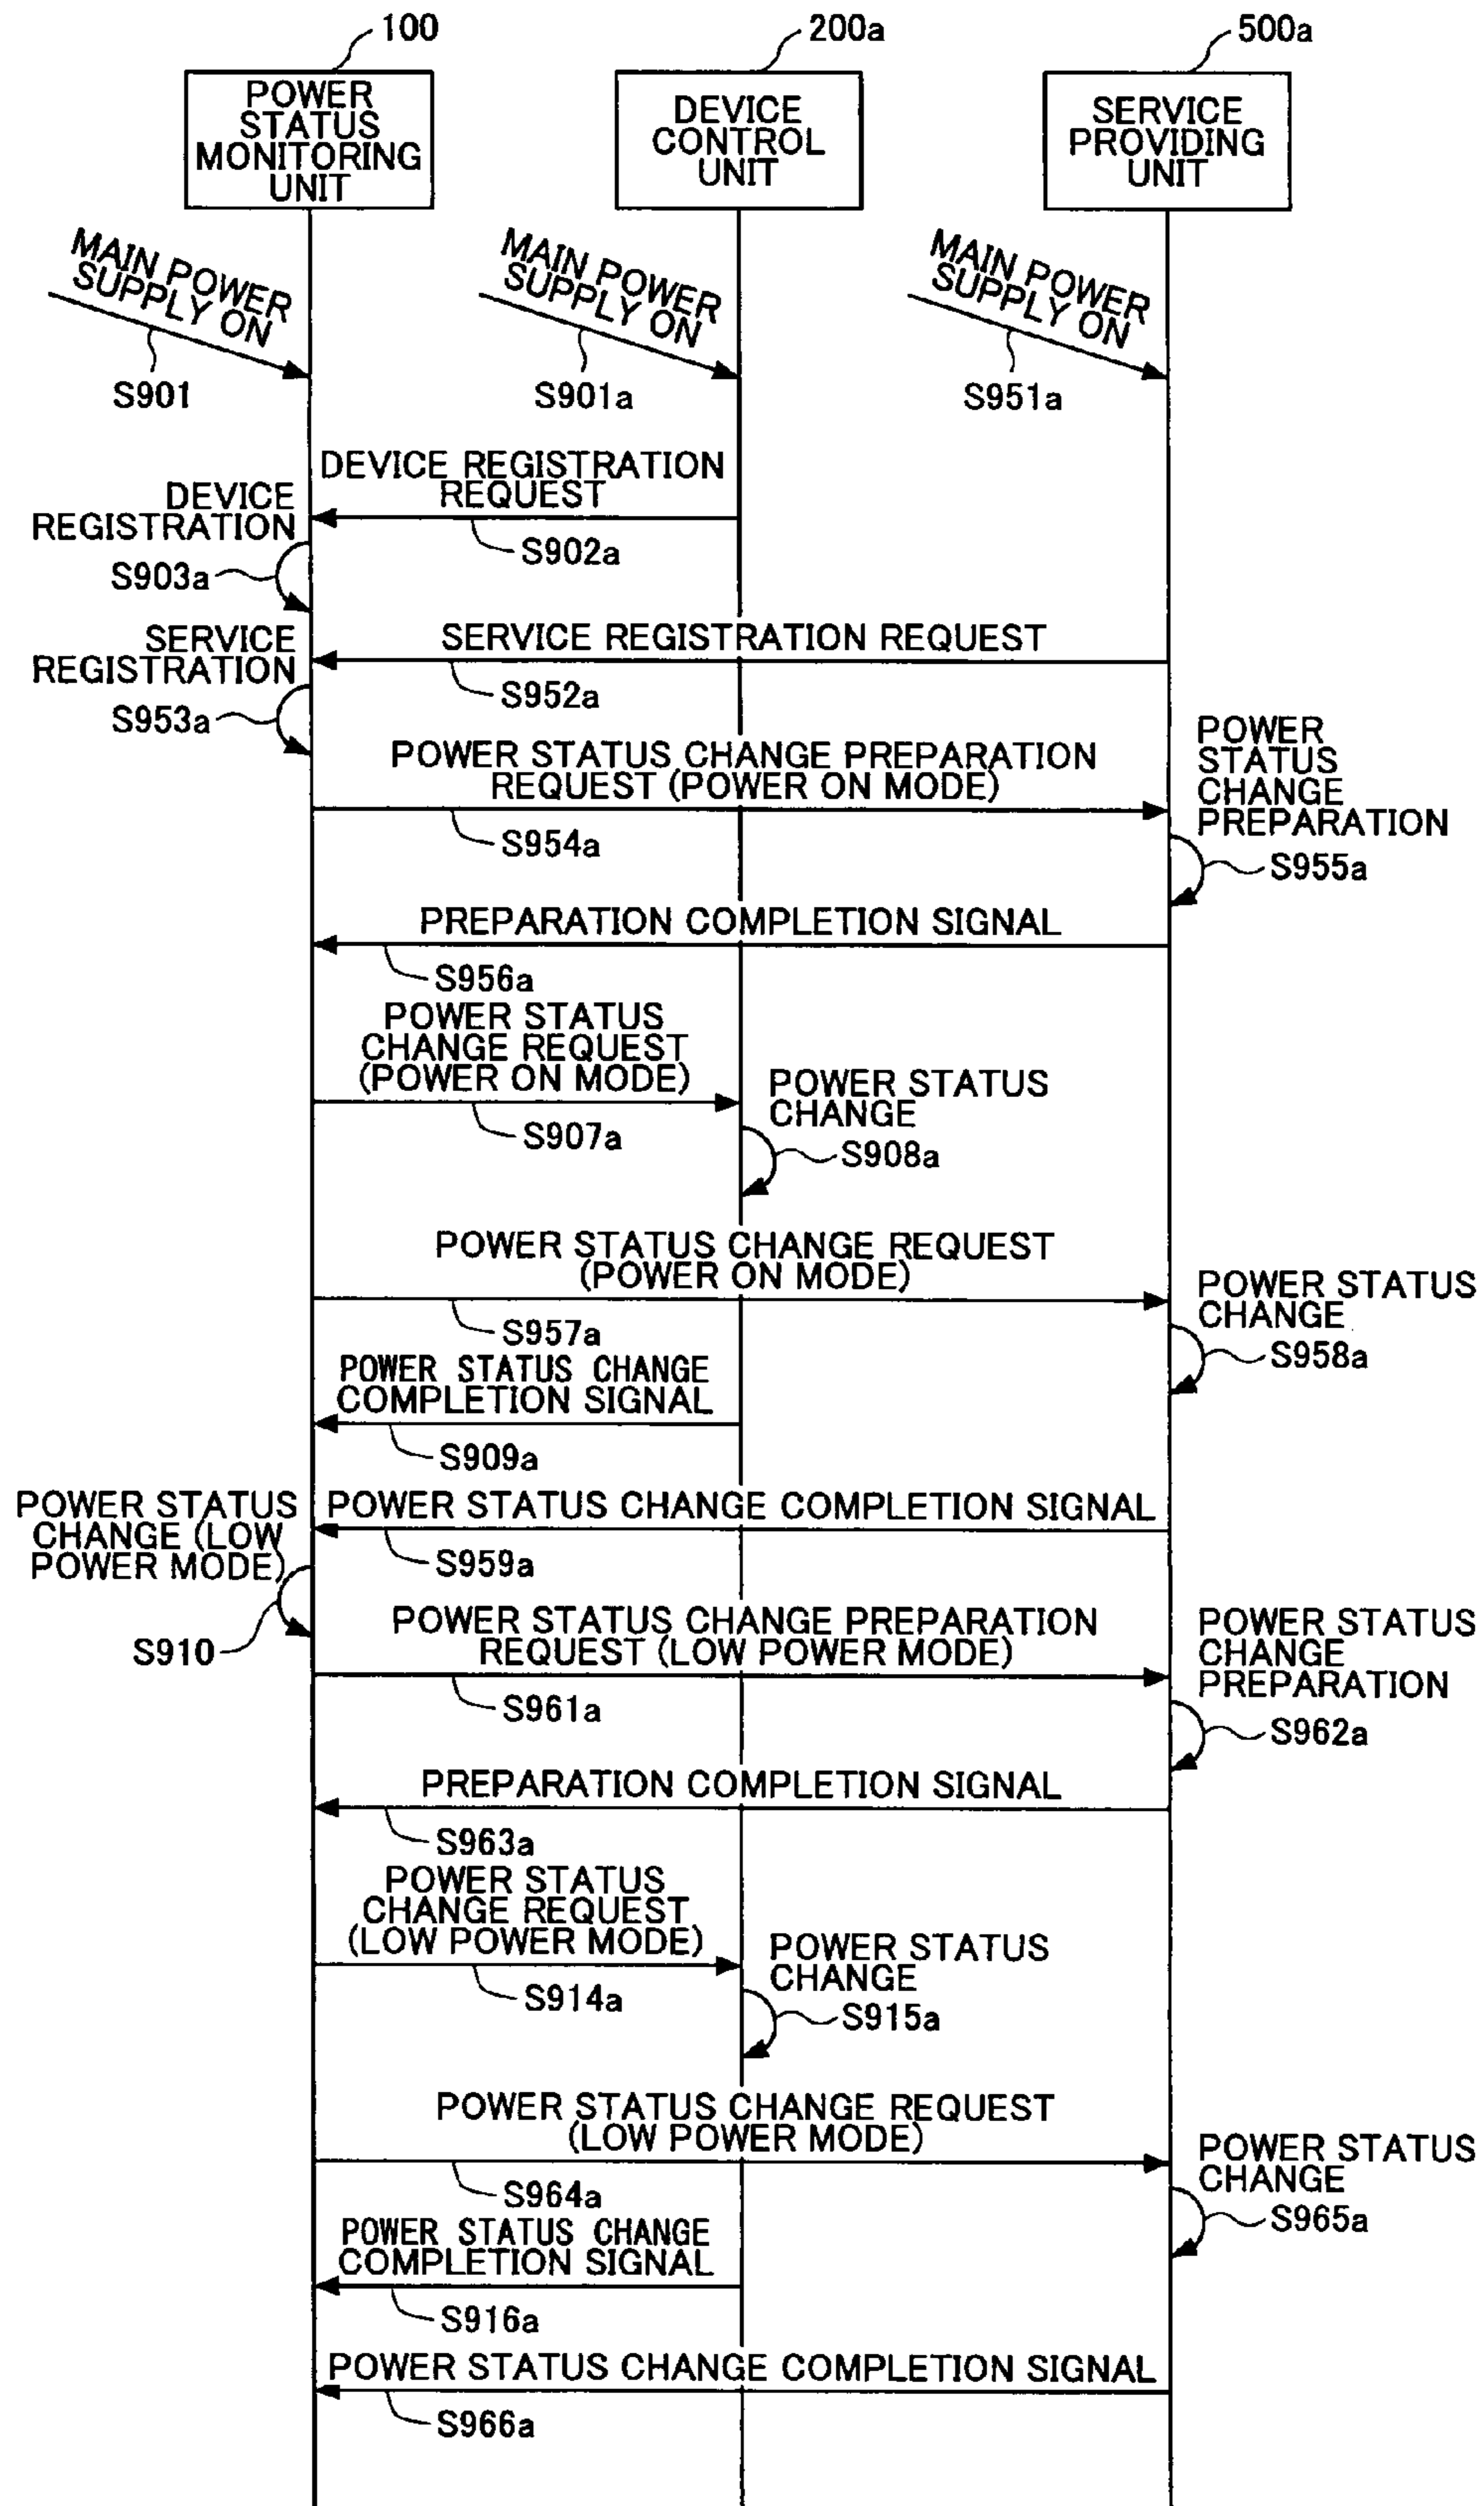 100
200a
500a
POWER
STATUS
MONITORING
UNIT
DEVICE
CONTROL
UNIT
SERVICE
PROVIDING
UNIT
MAIN POWER
SUPPLY ON
S901
MAIN POWER
SUPPLY ON
S901a
MAIN POWER
SUPPLY ON
S951a
DEVICE REGISTRATION
REQUEST
S902a
DEVICE
REGISTRATION
S903a
SERVICE REGISTRATION REQUEST
S952a
SERVICE
REGISTRATION
S953a
POWER STATUS CHANGE PREPARATION
REQUEST (POWER ON MODE)
S954a
POWER
STATUS
CHANGE
PREPARATION
S955a
PREPARATION COMPLETION SIGNAL
S956a
POWER STATUS
CHANGE REQUEST
(POWER ON MODE)
S907a
POWER STATUS
CHANGE
S908a
POWER STATUS CHANGE REQUEST
(POWER ON MODE)
S957a
POWER STATUS
CHANGE
S958a
POWER STATUS CHANGE
COMPLETION SIGNAL
S909a
POWER STATUS CHANGE COMPLETION SIGNAL
S959a
POWER STATUS
CHANGE (LOW
POWER MODE)
S910
POWER STATUS CHANGE PREPARATION
REQUEST (LOW POWER MODE)
S961a
POWER STATUS
CHANGE
PREPARATION
S962a
PREPARATION COMPLETION SIGNAL
S963a
POWER STATUS
CHANGE REQUEST
(LOW POWER MODE)
S914a
POWER STATUS
CHANGE
S915a
POWER STATUS CHANGE REQUEST
(LOW POWER MODE)
S964a
POWER STATUS
CHANGE
S965a
POWER STATUS CHANGE
COMPLETION SIGNAL
S916a
POWER STATUS CHANGE COMPLETION SIGNAL
S966a